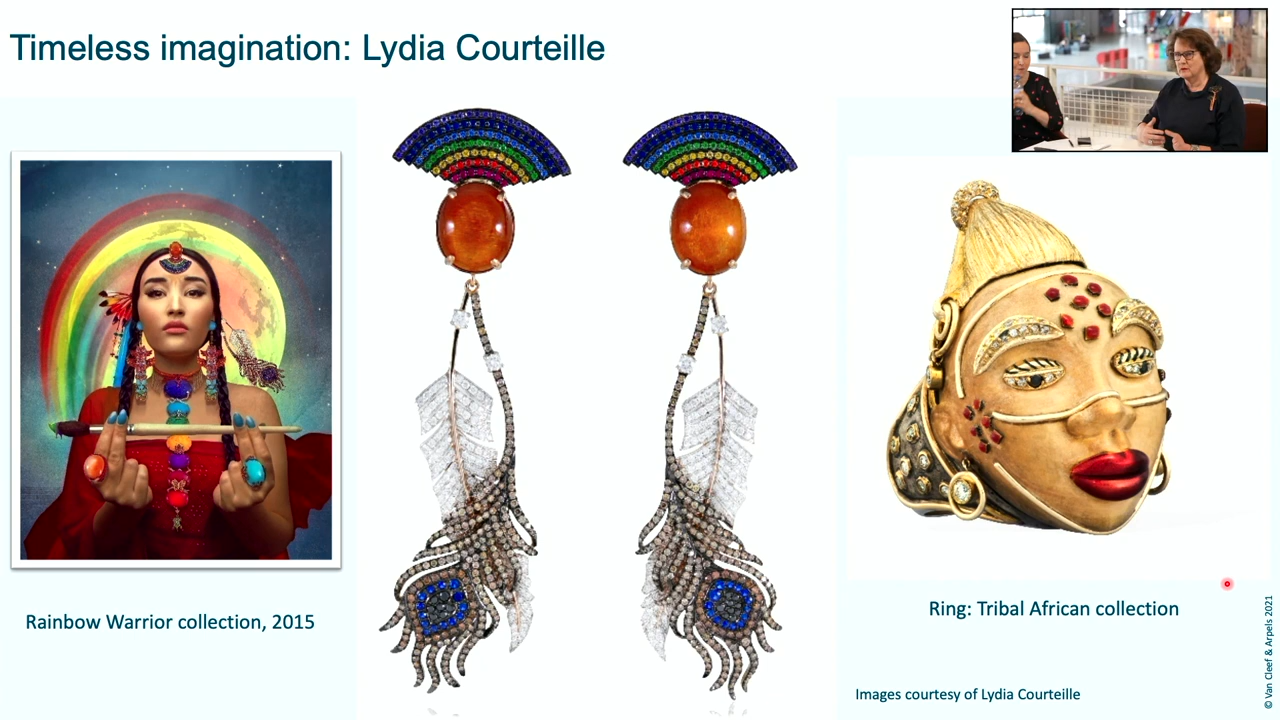 Timeless imagination: Lydia Courteille
Rainbow Warrior collection, 2015
Ring: Tribal African collection
Images courtesy of Lydia Courteille
© Van Cleef & Arpels 2021